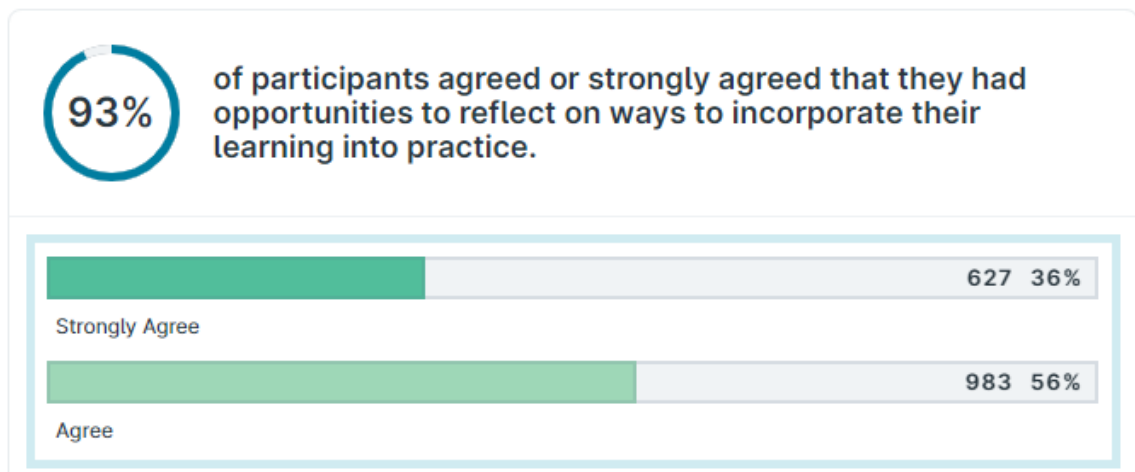 93%
of participants agreed or strongly agreed that they had
opportunities to reflect on ways to incorporate their
learning into practice.
627 36%
Strongly Agree
983 56%
Agree